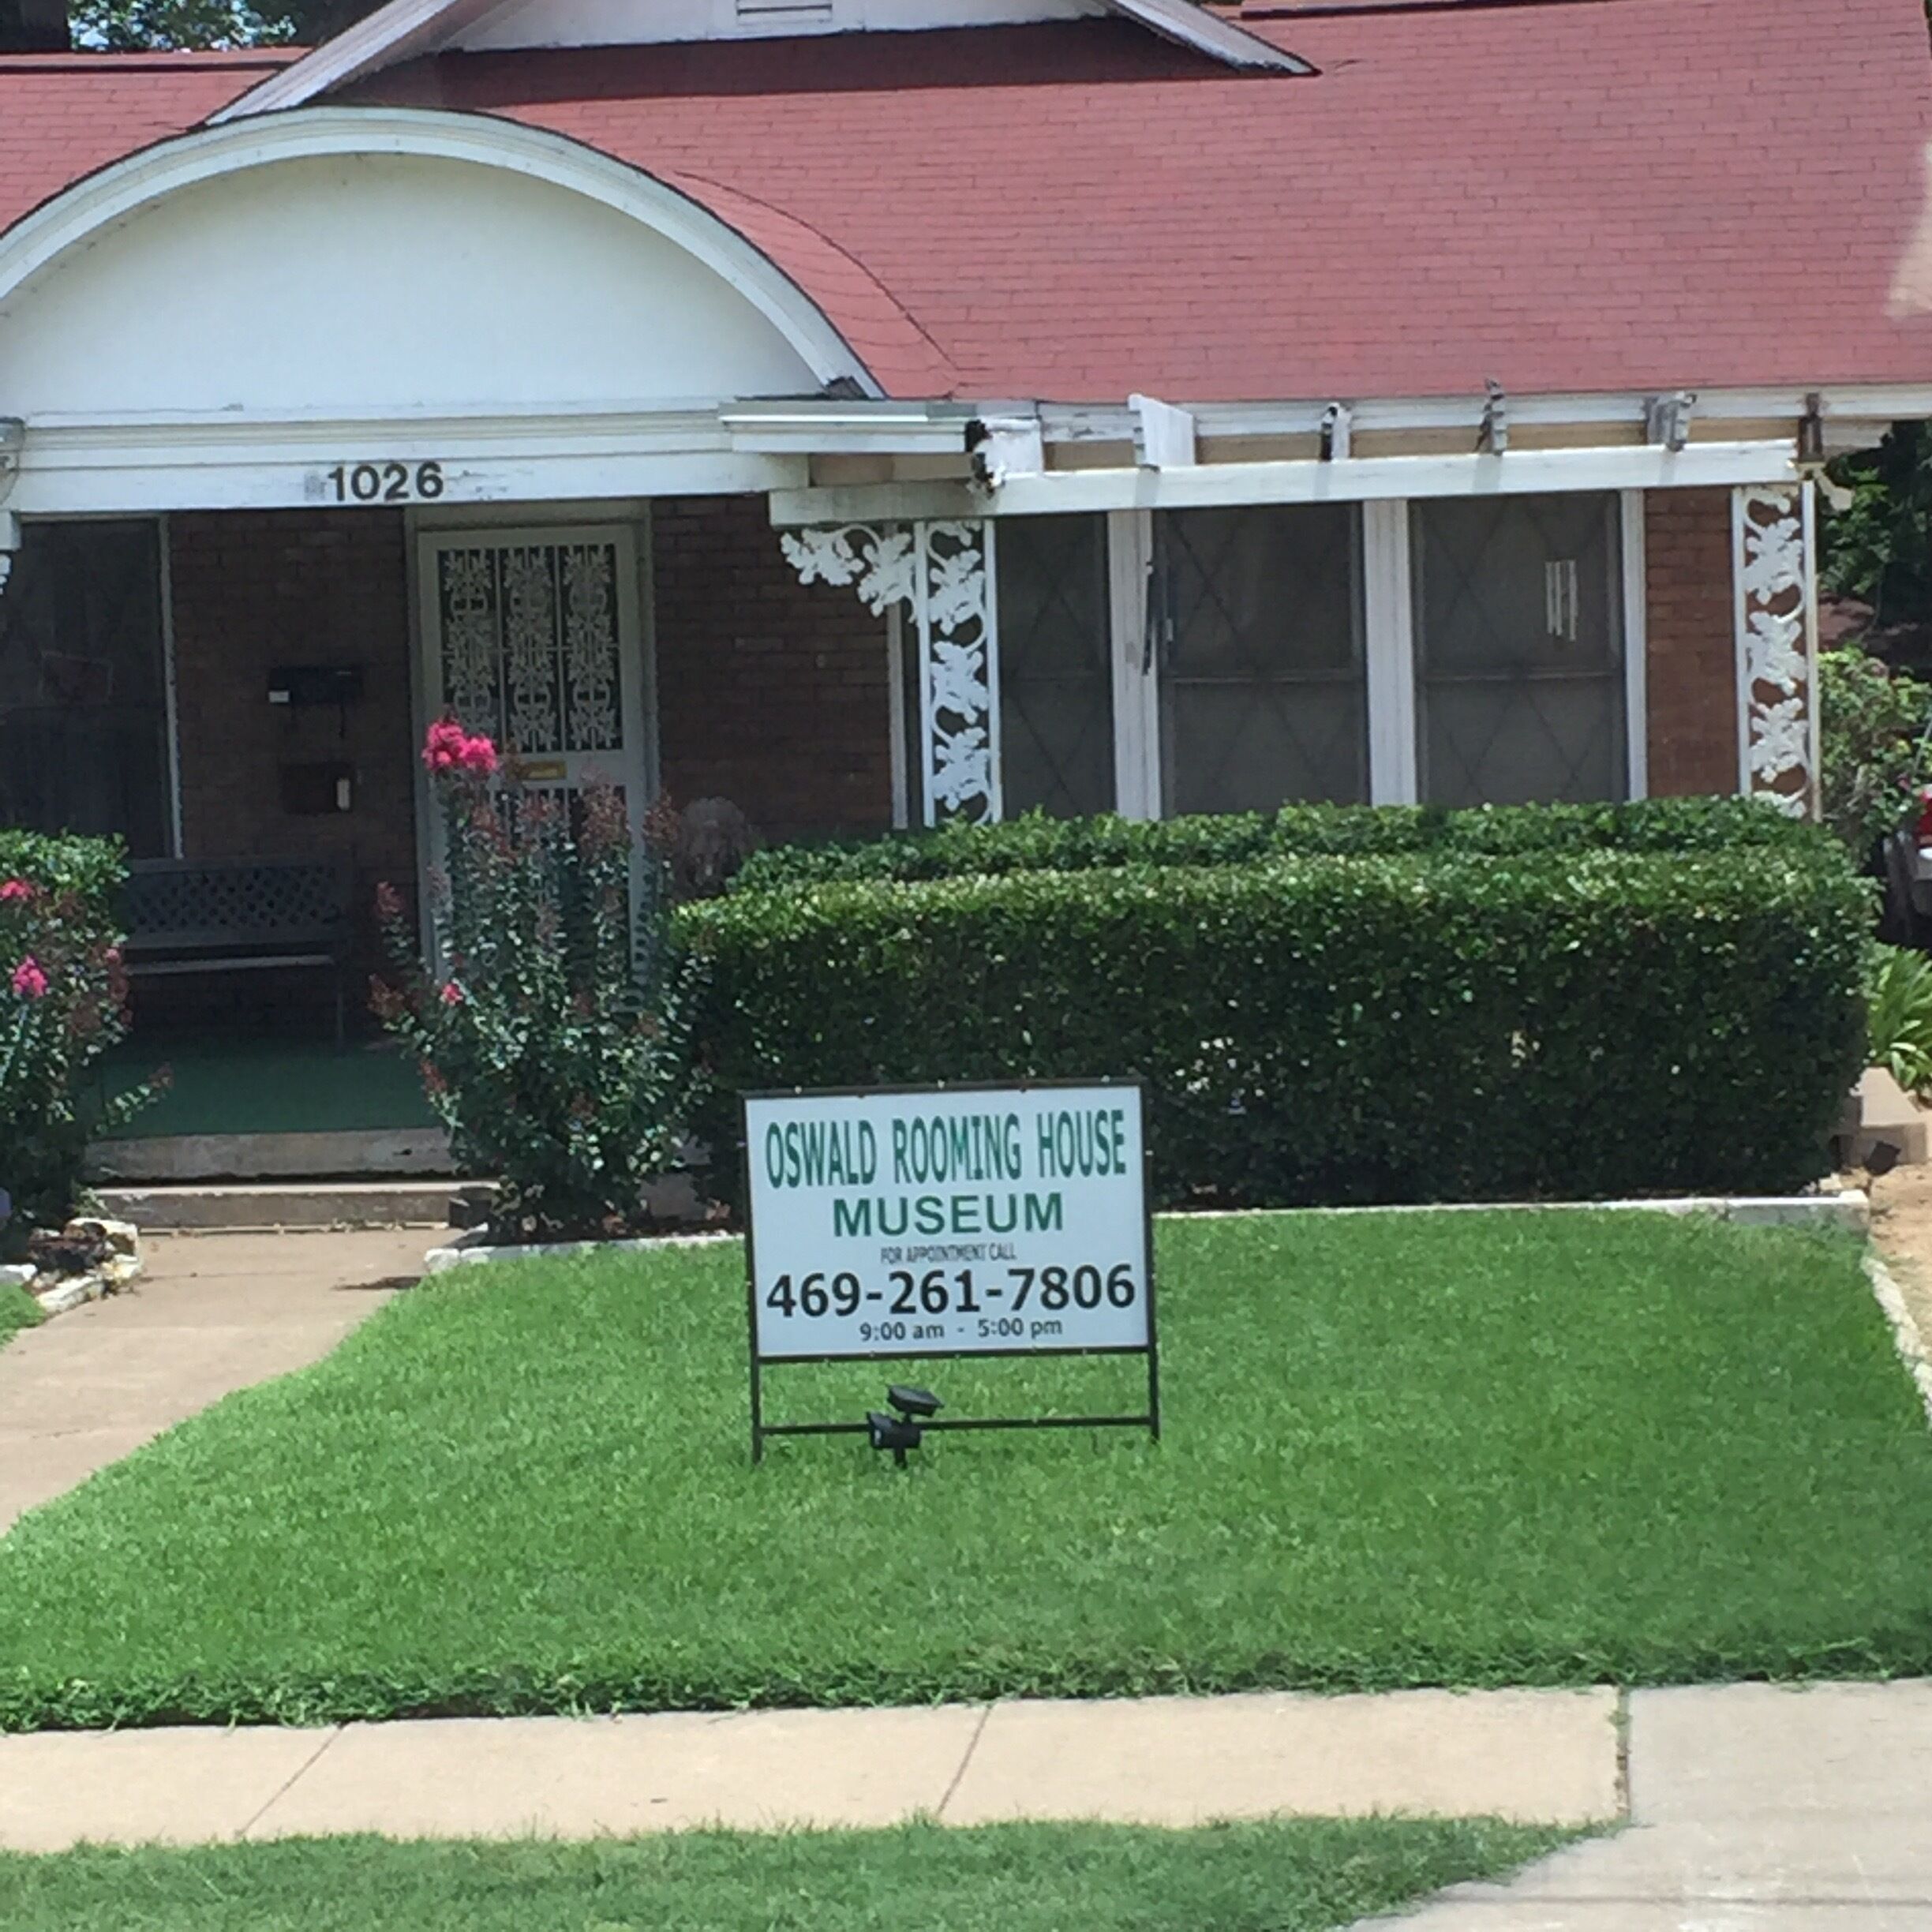 1026
OSWALD ROOMING HOUSE
MUSEUM
FOR APPOINTMENT CALL
469-261-7806
9:00 am - 5:00 pm